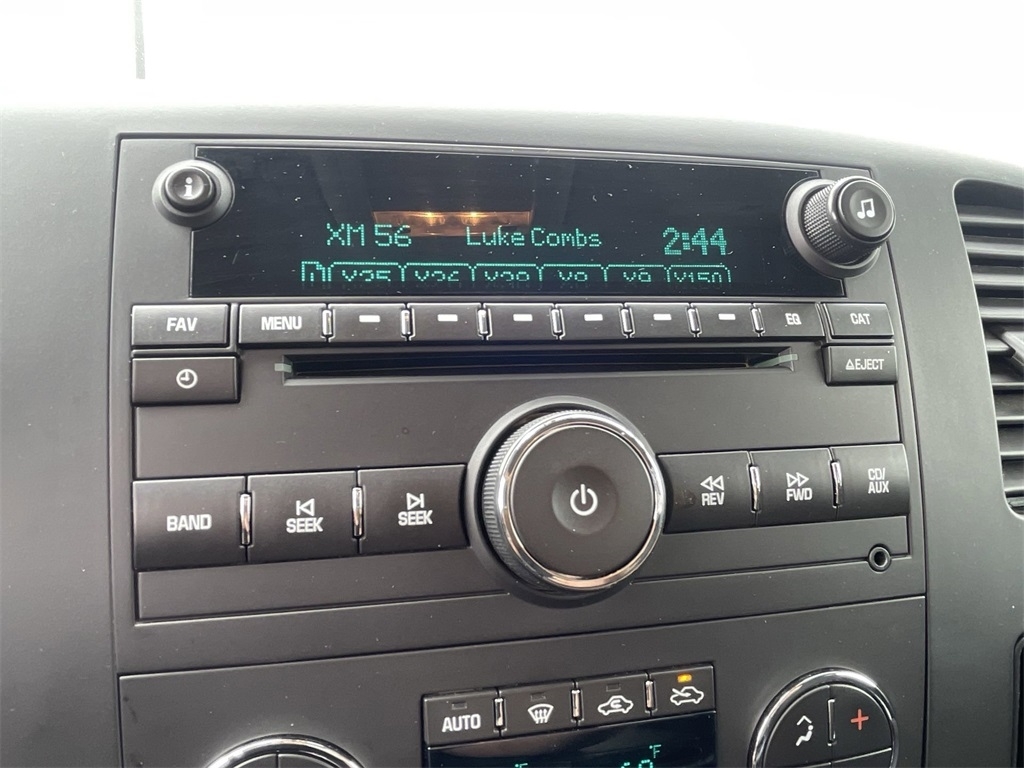 XM 56 Luke Combs 2:44
FAV MENU EQ CAT
EJECT
BAND SEEK SEEK REV FWD CD/
AUX
AUTO
°F